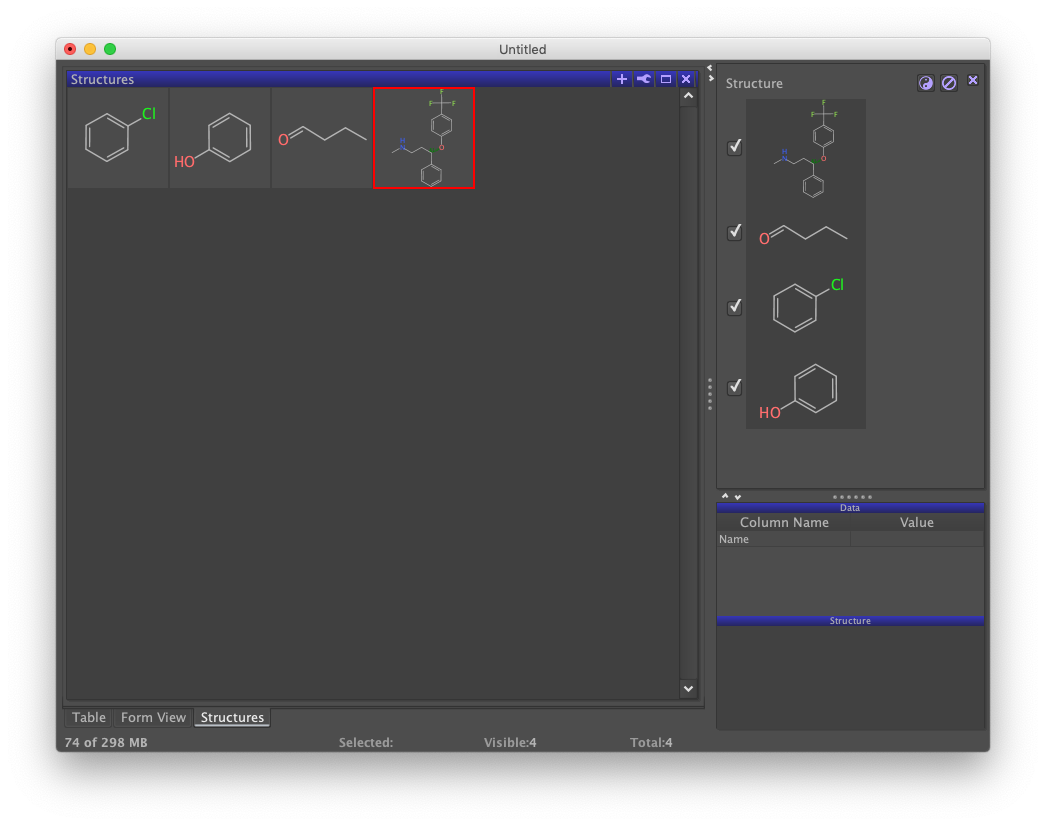 Untitled
Structures
Cl
HO
O
F
F
F
H
N
O
Structure
F
F
F
H
N
O
O
Cl
HO
Data
Column Name Value
Name
Structure
Table Form View Structures
74 of 298 MB Selected: Visible:4 Total:4